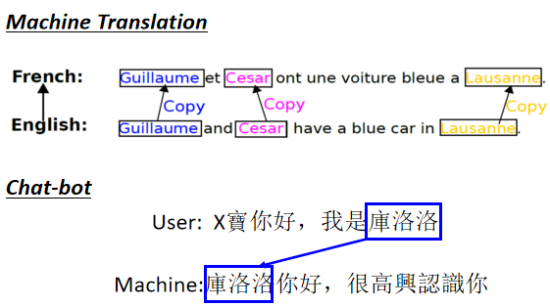 Machine Translation
French: Guillaume et Cesar ont une voiture bleue a Lausanne.
Copy Copy Copy
English: Guillaume and Cesar have a blue car in Lausanne.
Chat-bot
User: X寶你好，我是庫洛洛
Machine:庫洛洛你好，很高興認識你